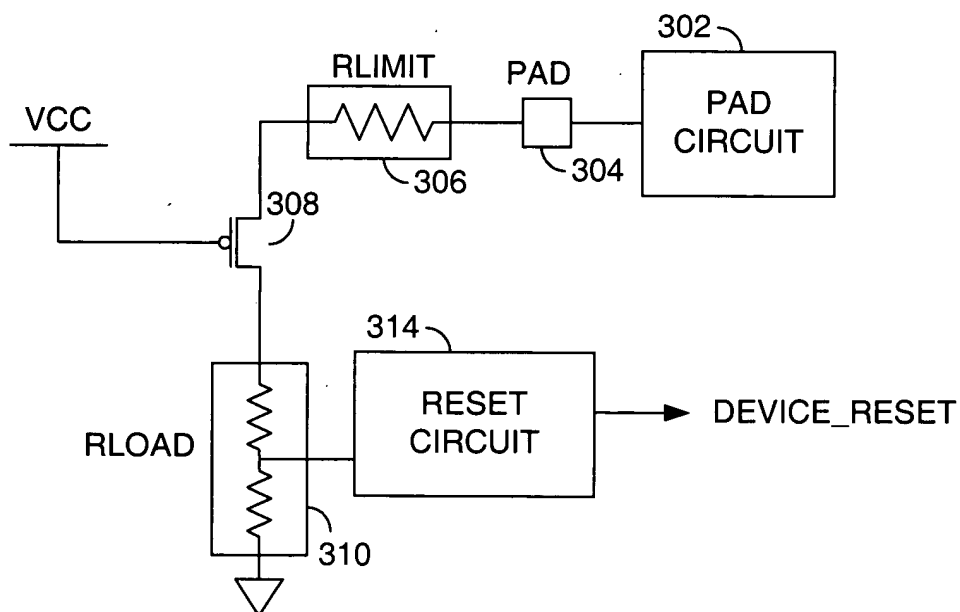 302
RLIMIT
PAD
PAD
CIRCUIT
VCC
306
304
308
314
RESET
CIRCUIT
DEVICE_RESET
RLOAD
310